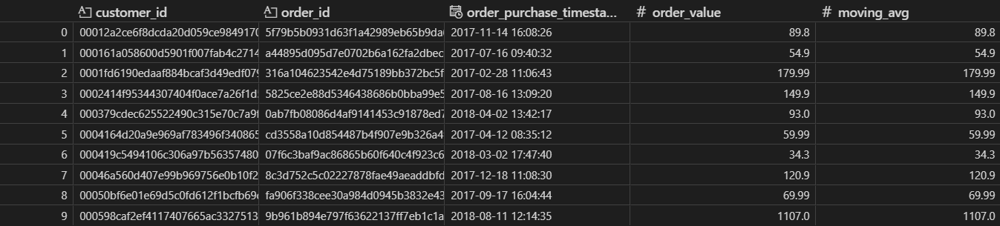 customer_id order_id order_purchase_timesta... # order_value # moving_avg
0 00012a2ce6f8dcda20d059ce9849170 5f79b5b0931d63f1a42989eb65b9da 2017-11-14 16:08:26 89.8 89.8
1 000161a058600d5901f007fab4c2714 a44895d095d7e0702b6a162fa2dbec 2017-07-16 09:40:32 54.9 54.9
2 0001fd6190edaaf884bcaf3d49edf079 316a104623542e4d75189bb372bc5f 2017-02-28 11:06:43 179.99 179.99
3 0002414f95344307404f0ace7a26f1d 5825ce2e88d5346438686b0bba99e5 2017-08-16 13:09:20 149.9 149.9
4 000379cdec625522490c315e70c7a9f 0ab7fb08086d4af9141453c91878ed7 2018-04-02 13:42:17 93.0 93.0
5 0004164d20a9e969af783496f340865 cd3558a10d854487b4f907e9b326a4 2017-04-12 08:35:12 59.99 59.99
6 000419c5494106c306a97b56357480 07f6c3baf9ac86865b60f640c4f923c6 2018-03-02 17:47:40 34.3 34.3
7 00046a560d407e99b969756e0b10f2 8c3d752c5c02227878fae49aeaddbfd 2017-12-18 11:08:30 120.9 120.9
8 00050bf6e01e69d5c0fd612f1bcfb69 fa906f338cee30a984d0945b3832e43 2017-09-17 16:04:44 69.99 69.99
9 000598caf2ef4117407665ac3327513 9b961b894e797f63622137ff7eb1c1a 2018-08-11 12:14:35 1107.0 1107.0